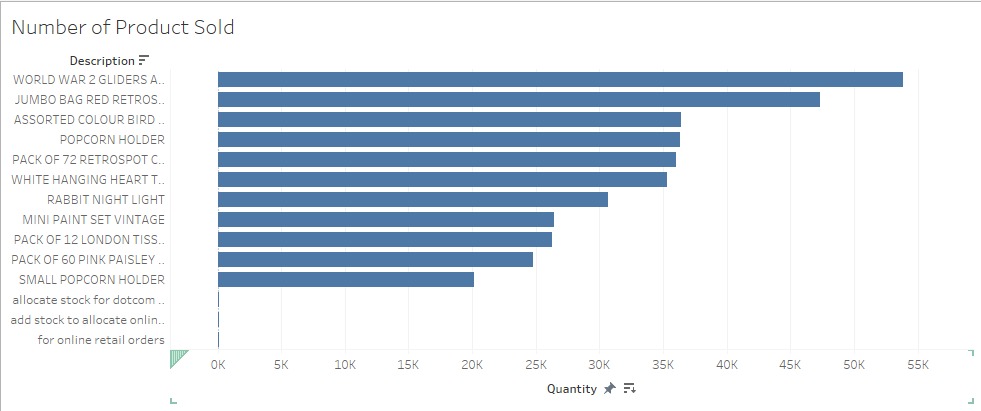 Number of Product Sold
Description
WORLD WAR 2 GLIDERS A..
JUMBO BAG RED RETROS..
ASSORTED COLOUR BIRD ..
POPCORN HOLDER
PACK OF 72 RETROSPOT C..
WHITE HANGING HEART T..
RABBIT NIGHT LIGHT
MINI PAINT SET VINTAGE
PACK OF 12 LONDON TISS..
PACK OF 60 PINK PAISLEY ..
SMALL POPCORN HOLDER
allocate stock for dotcom ..
add stock to allocate onlin..
for online retail orders
0K 5K 10K 15K 20K 25K 30K 35K 40K 45K 50K 55K
Quantity